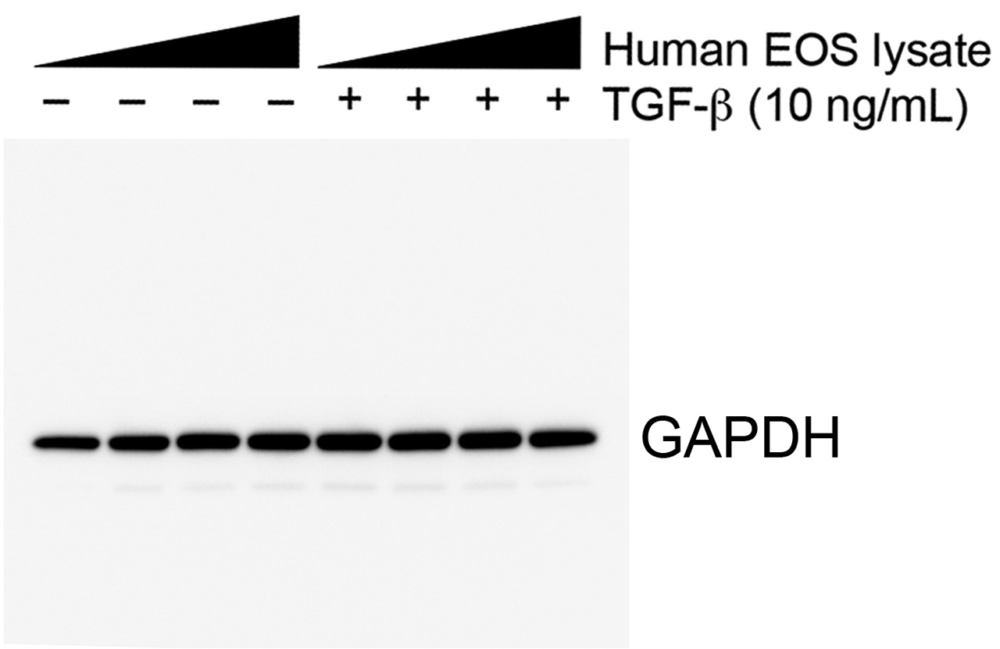 Human EOS lysate
− − − − + + + + TGF-β (10 ng/mL)
GAPDH